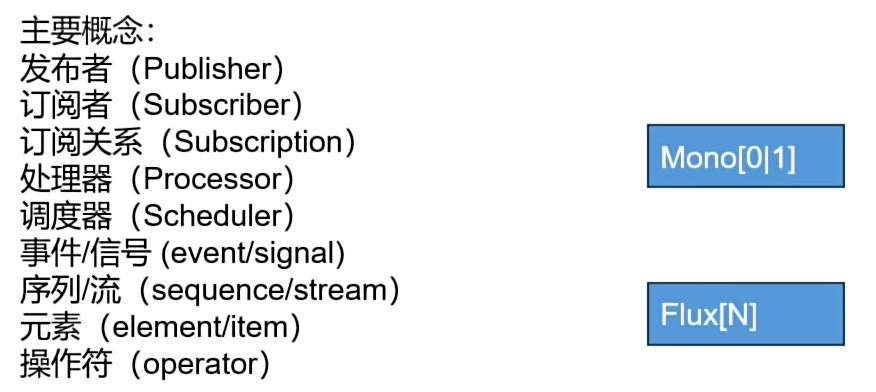 主要概念：
发布者（Publisher）
订阅者（Subscriber）
订阅关系（Subscription）
处理器（Processor）
调度器（Scheduler）
事件/信号 (event/signal)
序列/流（sequence/stream）
元素（element/item）
操作符（operator）
Mono[0|1]
Flux[N]